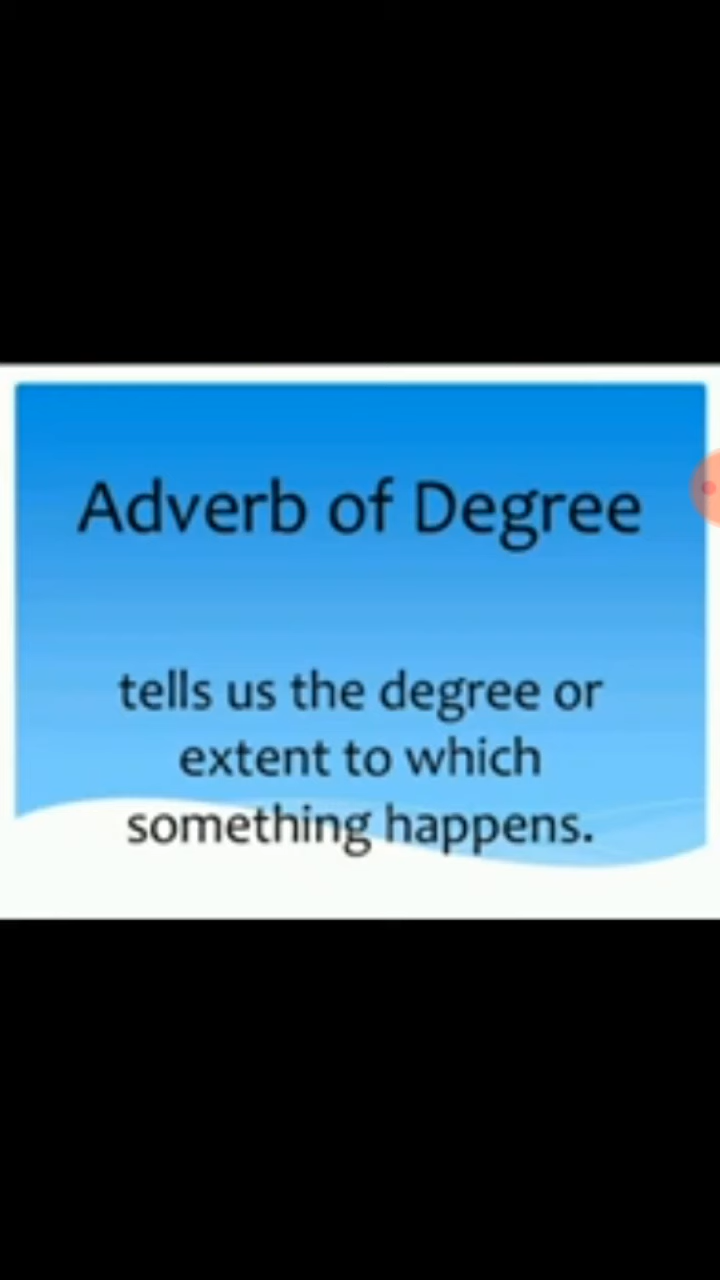 Adverb of Degree
tells us the degree or
extent to which
something happens.